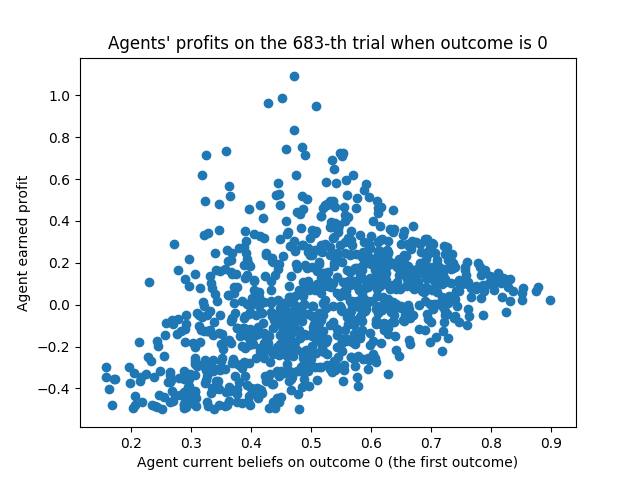 Agents' profits on the 683-th trial when outcome is 0
1.0
0.8
0.6
0.4
0.2
0.0
−0.2
−0.4
Agent earned profit
0.2 0.3 0.4 0.5 0.6 0.7 0.8 0.9
Agent current beliefs on outcome 0 (the first outcome)